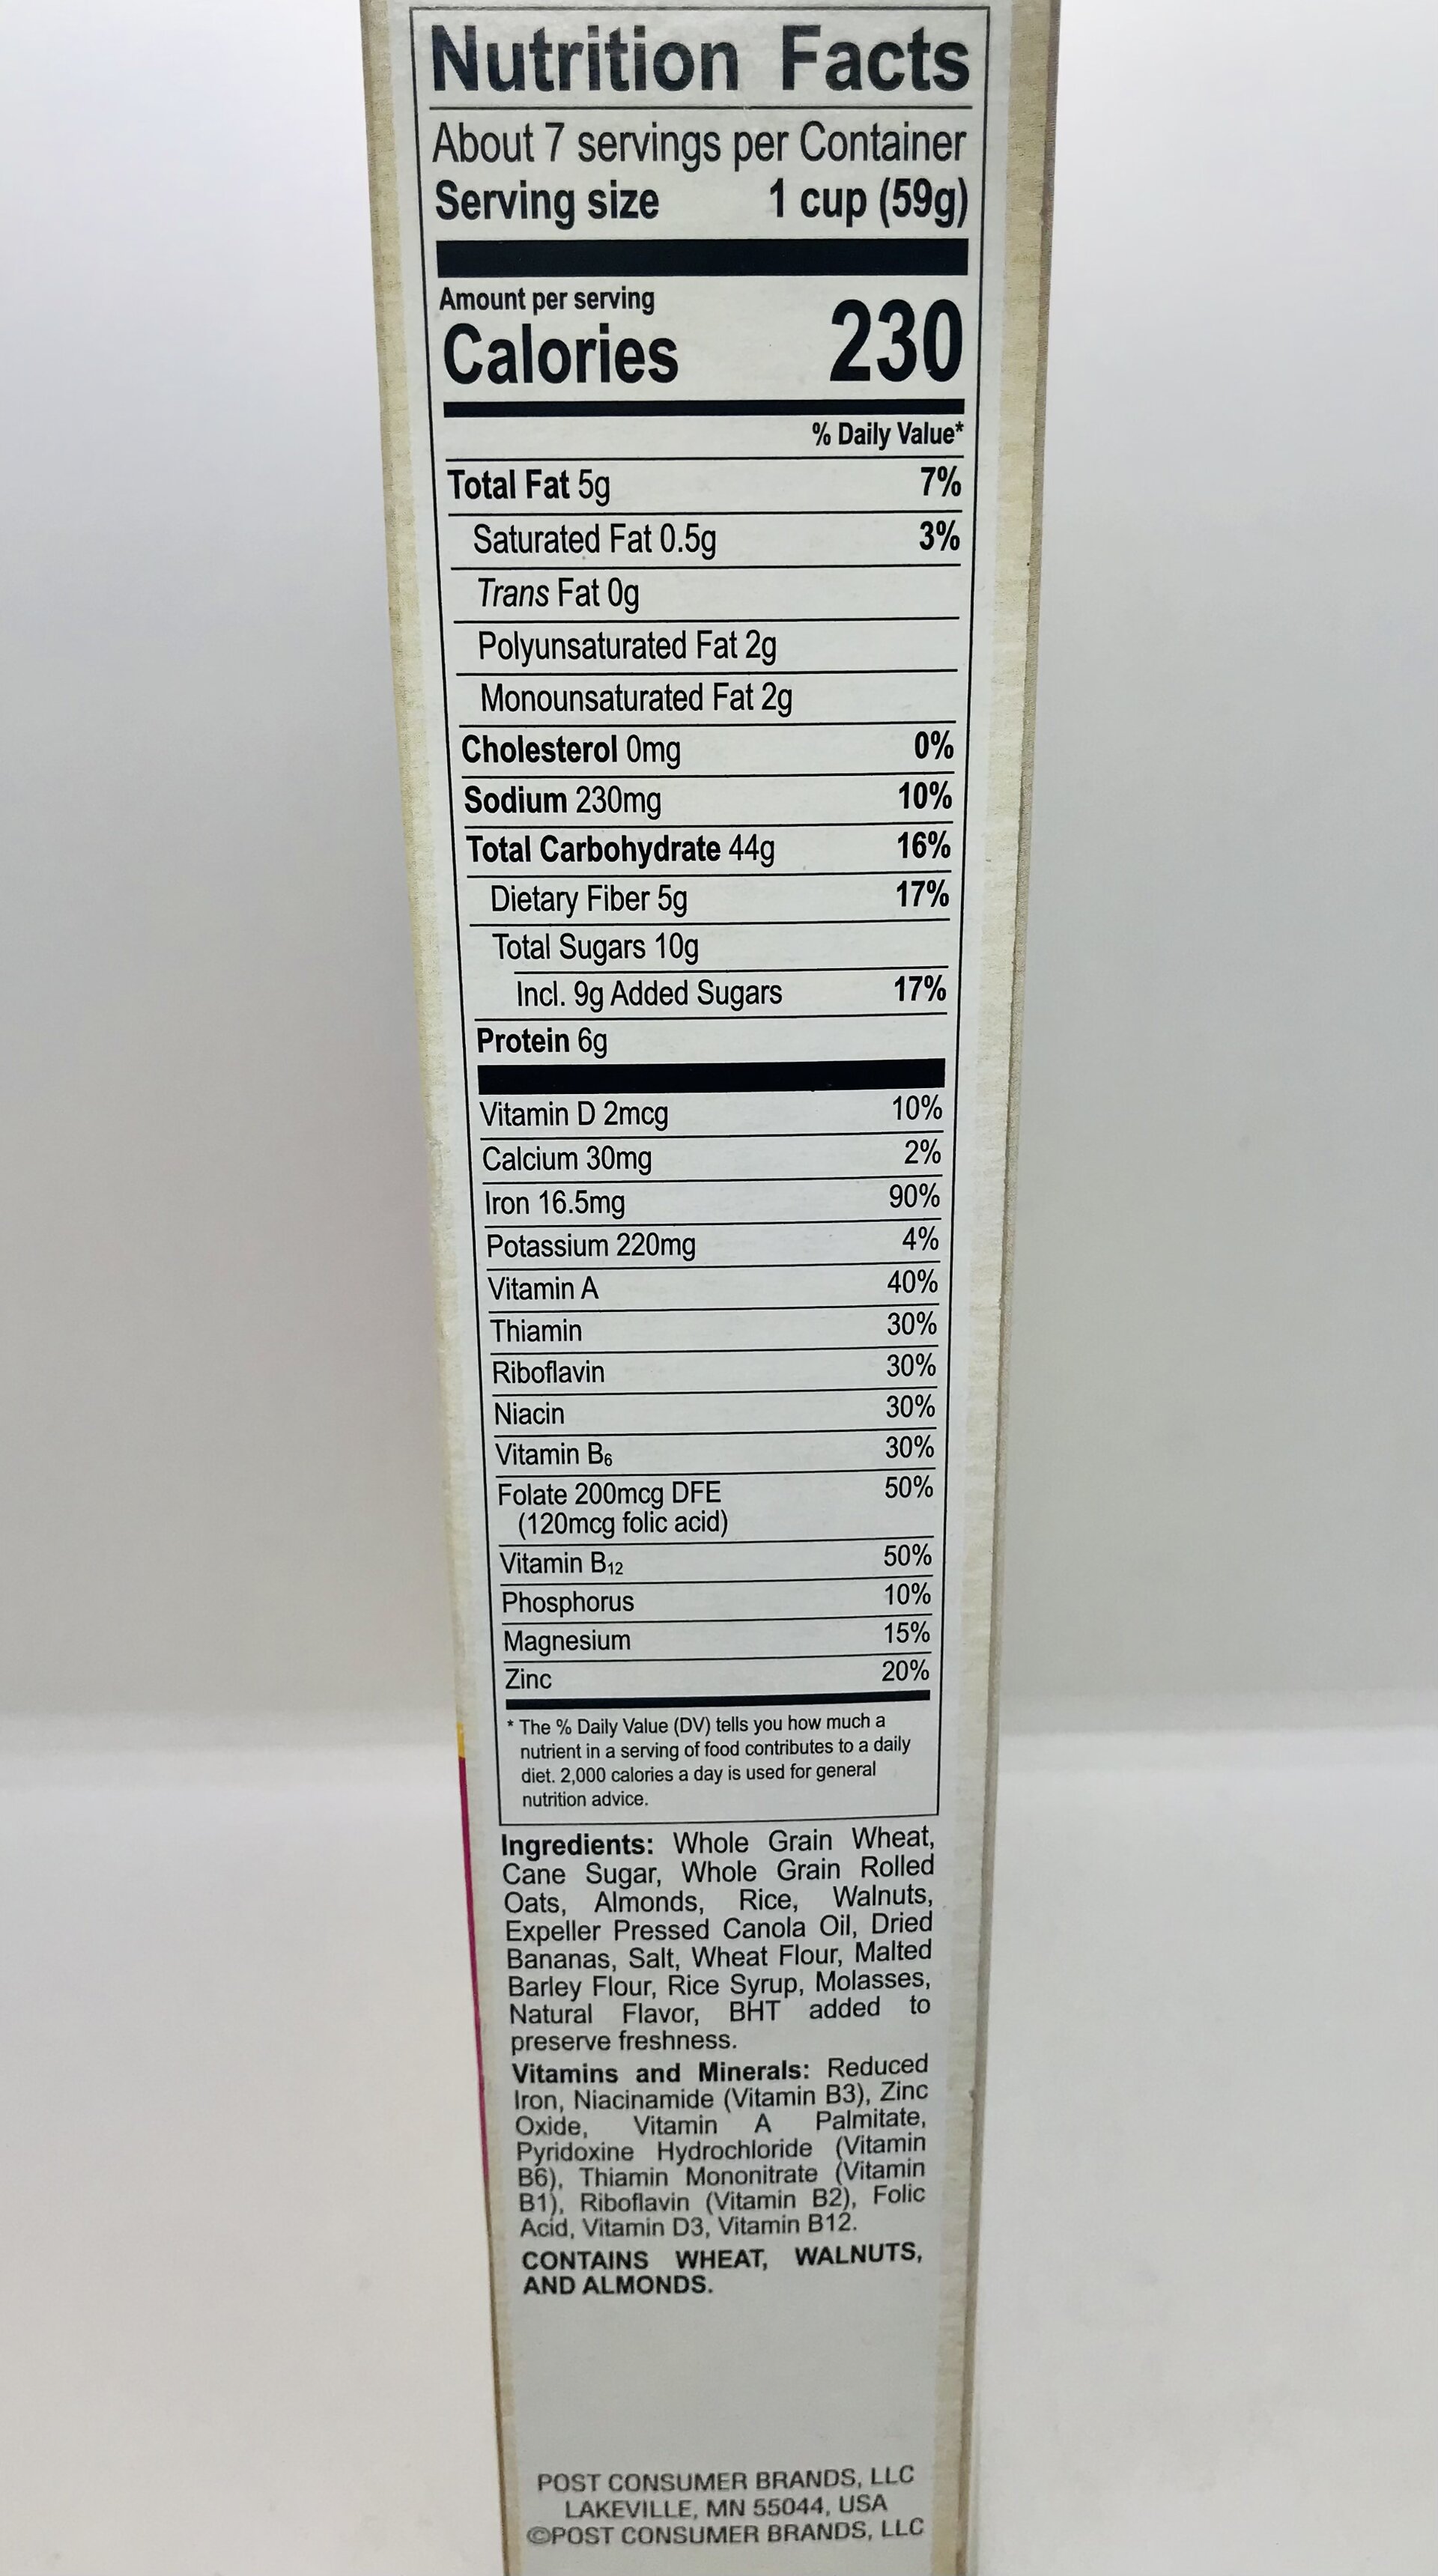 Nutrition Facts
About 7 servings per Container
Serving size 1 cup (59g)
Amount per serving
Calories 230
% Daily Value*
Total Fat 5g 7%
Saturated Fat 0.5g 3%
Trans Fat 0g
Polyunsaturated Fat 2g
Monounsaturated Fat 2g
Cholesterol 0mg 0%
Sodium 230mg 10%
Total Carbohydrate 44g 16%
Dietary Fiber 5g 17%
Total Sugars 10g
Incl. 9g Added Sugars 17%
Protein 6g
Vitamin D 2mcg 10%
Calcium 30mg 2%
Iron 16.5mg 90%
Potassium 220mg 4%
Vitamin A 40%
Thiamin 30%
Riboflavin 30%
Niacin 30%
Vitamin B6 30%
Folate 200mcg DFE 50%
(120mcg folic acid)
Vitamin B12 50%
Phosphorus 10%
Magnesium 15%
Zinc 20%
* The % Daily Value (DV) tells you how much a
nutrient in a serving of food contributes to a daily
diet. 2,000 calories a day is used for general
nutrition advice.
Ingredients: Whole Grain Wheat,
Cane Sugar, Whole Grain Rolled
Oats, Almonds, Rice, Walnuts,
Expeller Pressed Canola Oil, Dried
Bananas, Salt, Wheat Flour, Malted
Barley Flour, Rice Syrup, Molasses,
Natural Flavor, BHT added to
preserve freshness.
Vitamins and Minerals: Reduced
Iron, Niacinamide (Vitamin B3), Zinc
Oxide, Vitamin A Palmitate,
Pyridoxine Hydrochloride (Vitamin
B6), Thiamin Mononitrate (Vitamin
B1), Riboflavin (Vitamin B2), Folic
Acid, Vitamin D3, Vitamin B12.
CONTAINS WHEAT, WALNUTS,
AND ALMONDS.
POST CONSUMER BRANDS, LLC
LAKEVILLE, MN 55044, USA
©POST CONSUMER BRANDS, LLC